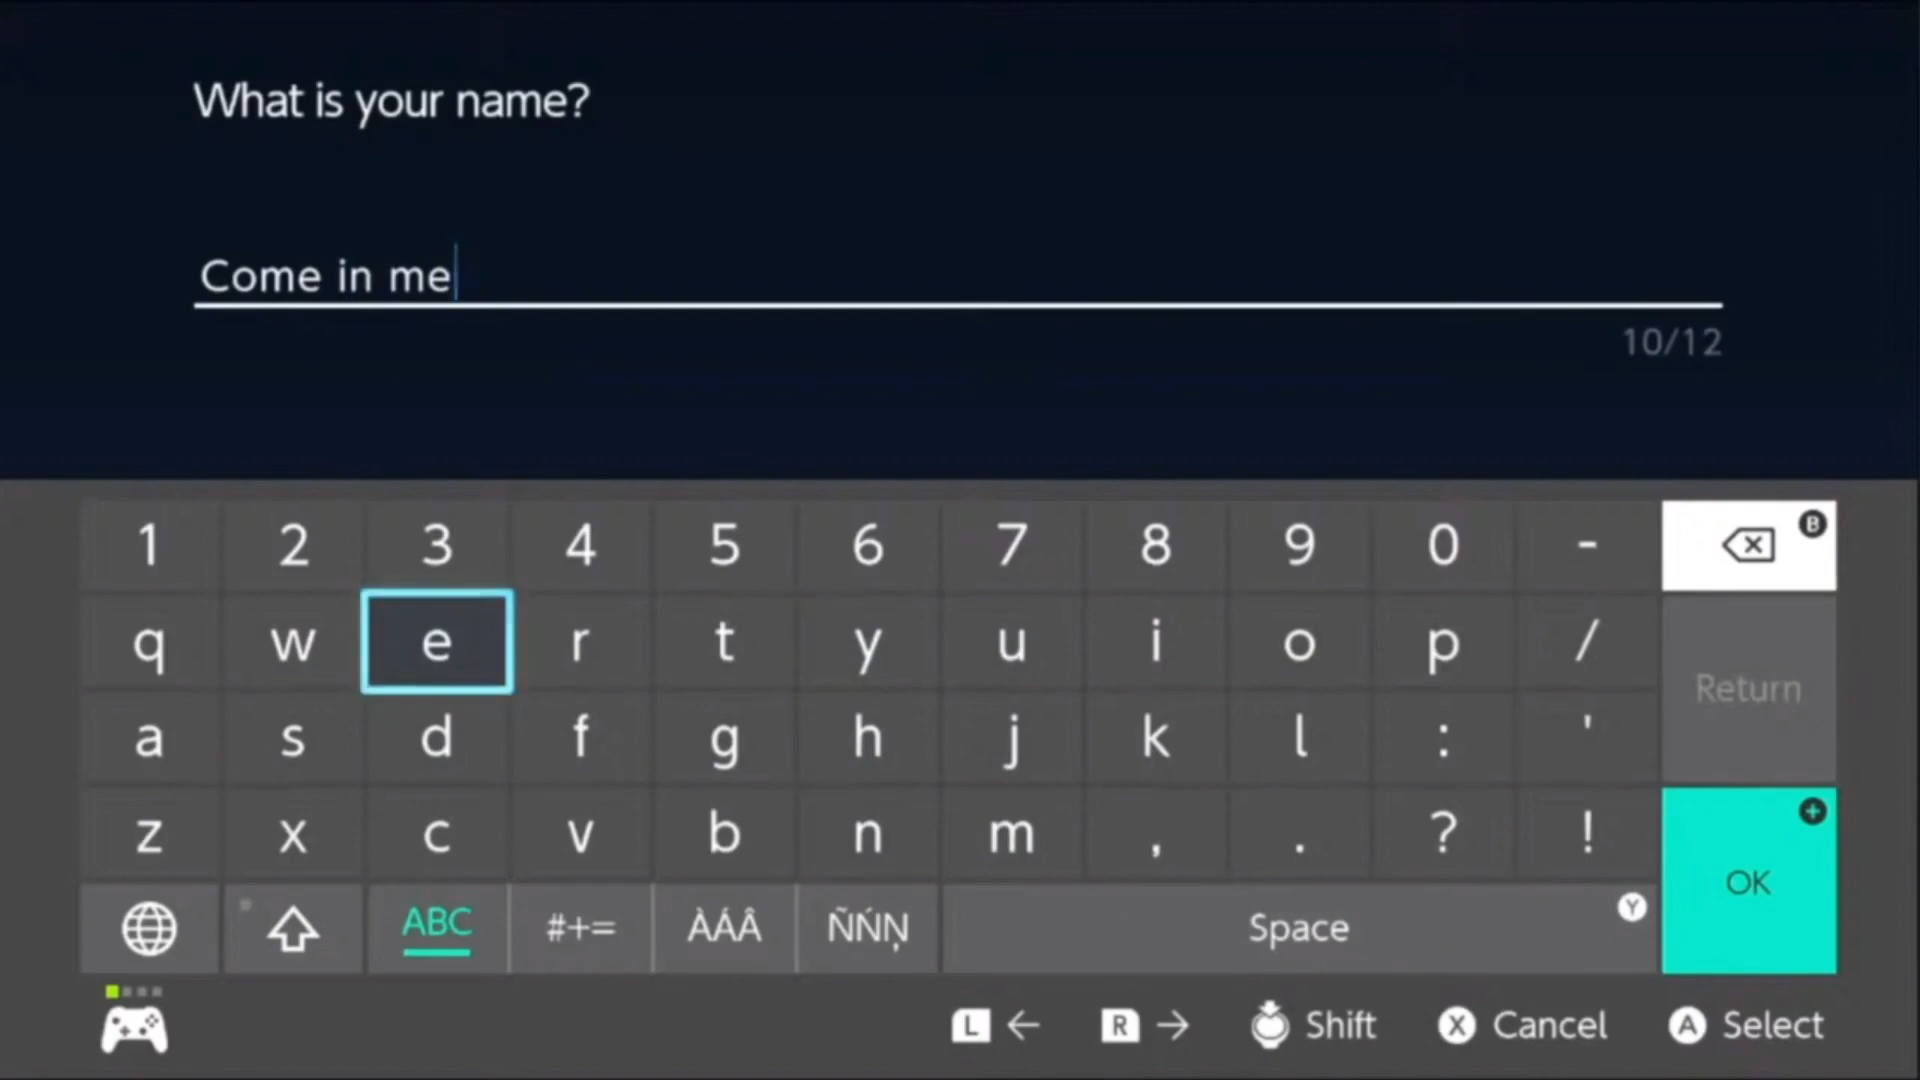 What is your name?
Come in me
10/12
1 2 3 4 5 6 7 8 9 0 - B
q w e r t y u i o p / Return
a s d f g h j k l : '
z x c v b n m , . ? ! + OK
ABC #+= ÀÁÂ ÑŃŅ Space Y
L ← R → Shift X Cancel A Select